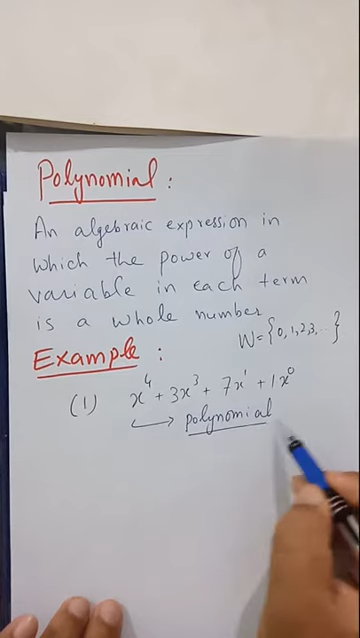 Polynomial :
An algebraic expression in
which the power of a
variable in each term
is a whole number
W = {0, 1, 2, 3, ... }
Example :
(1) x⁴ + 3x³ + 7x¹ + 1x⁰
↔ polynomial